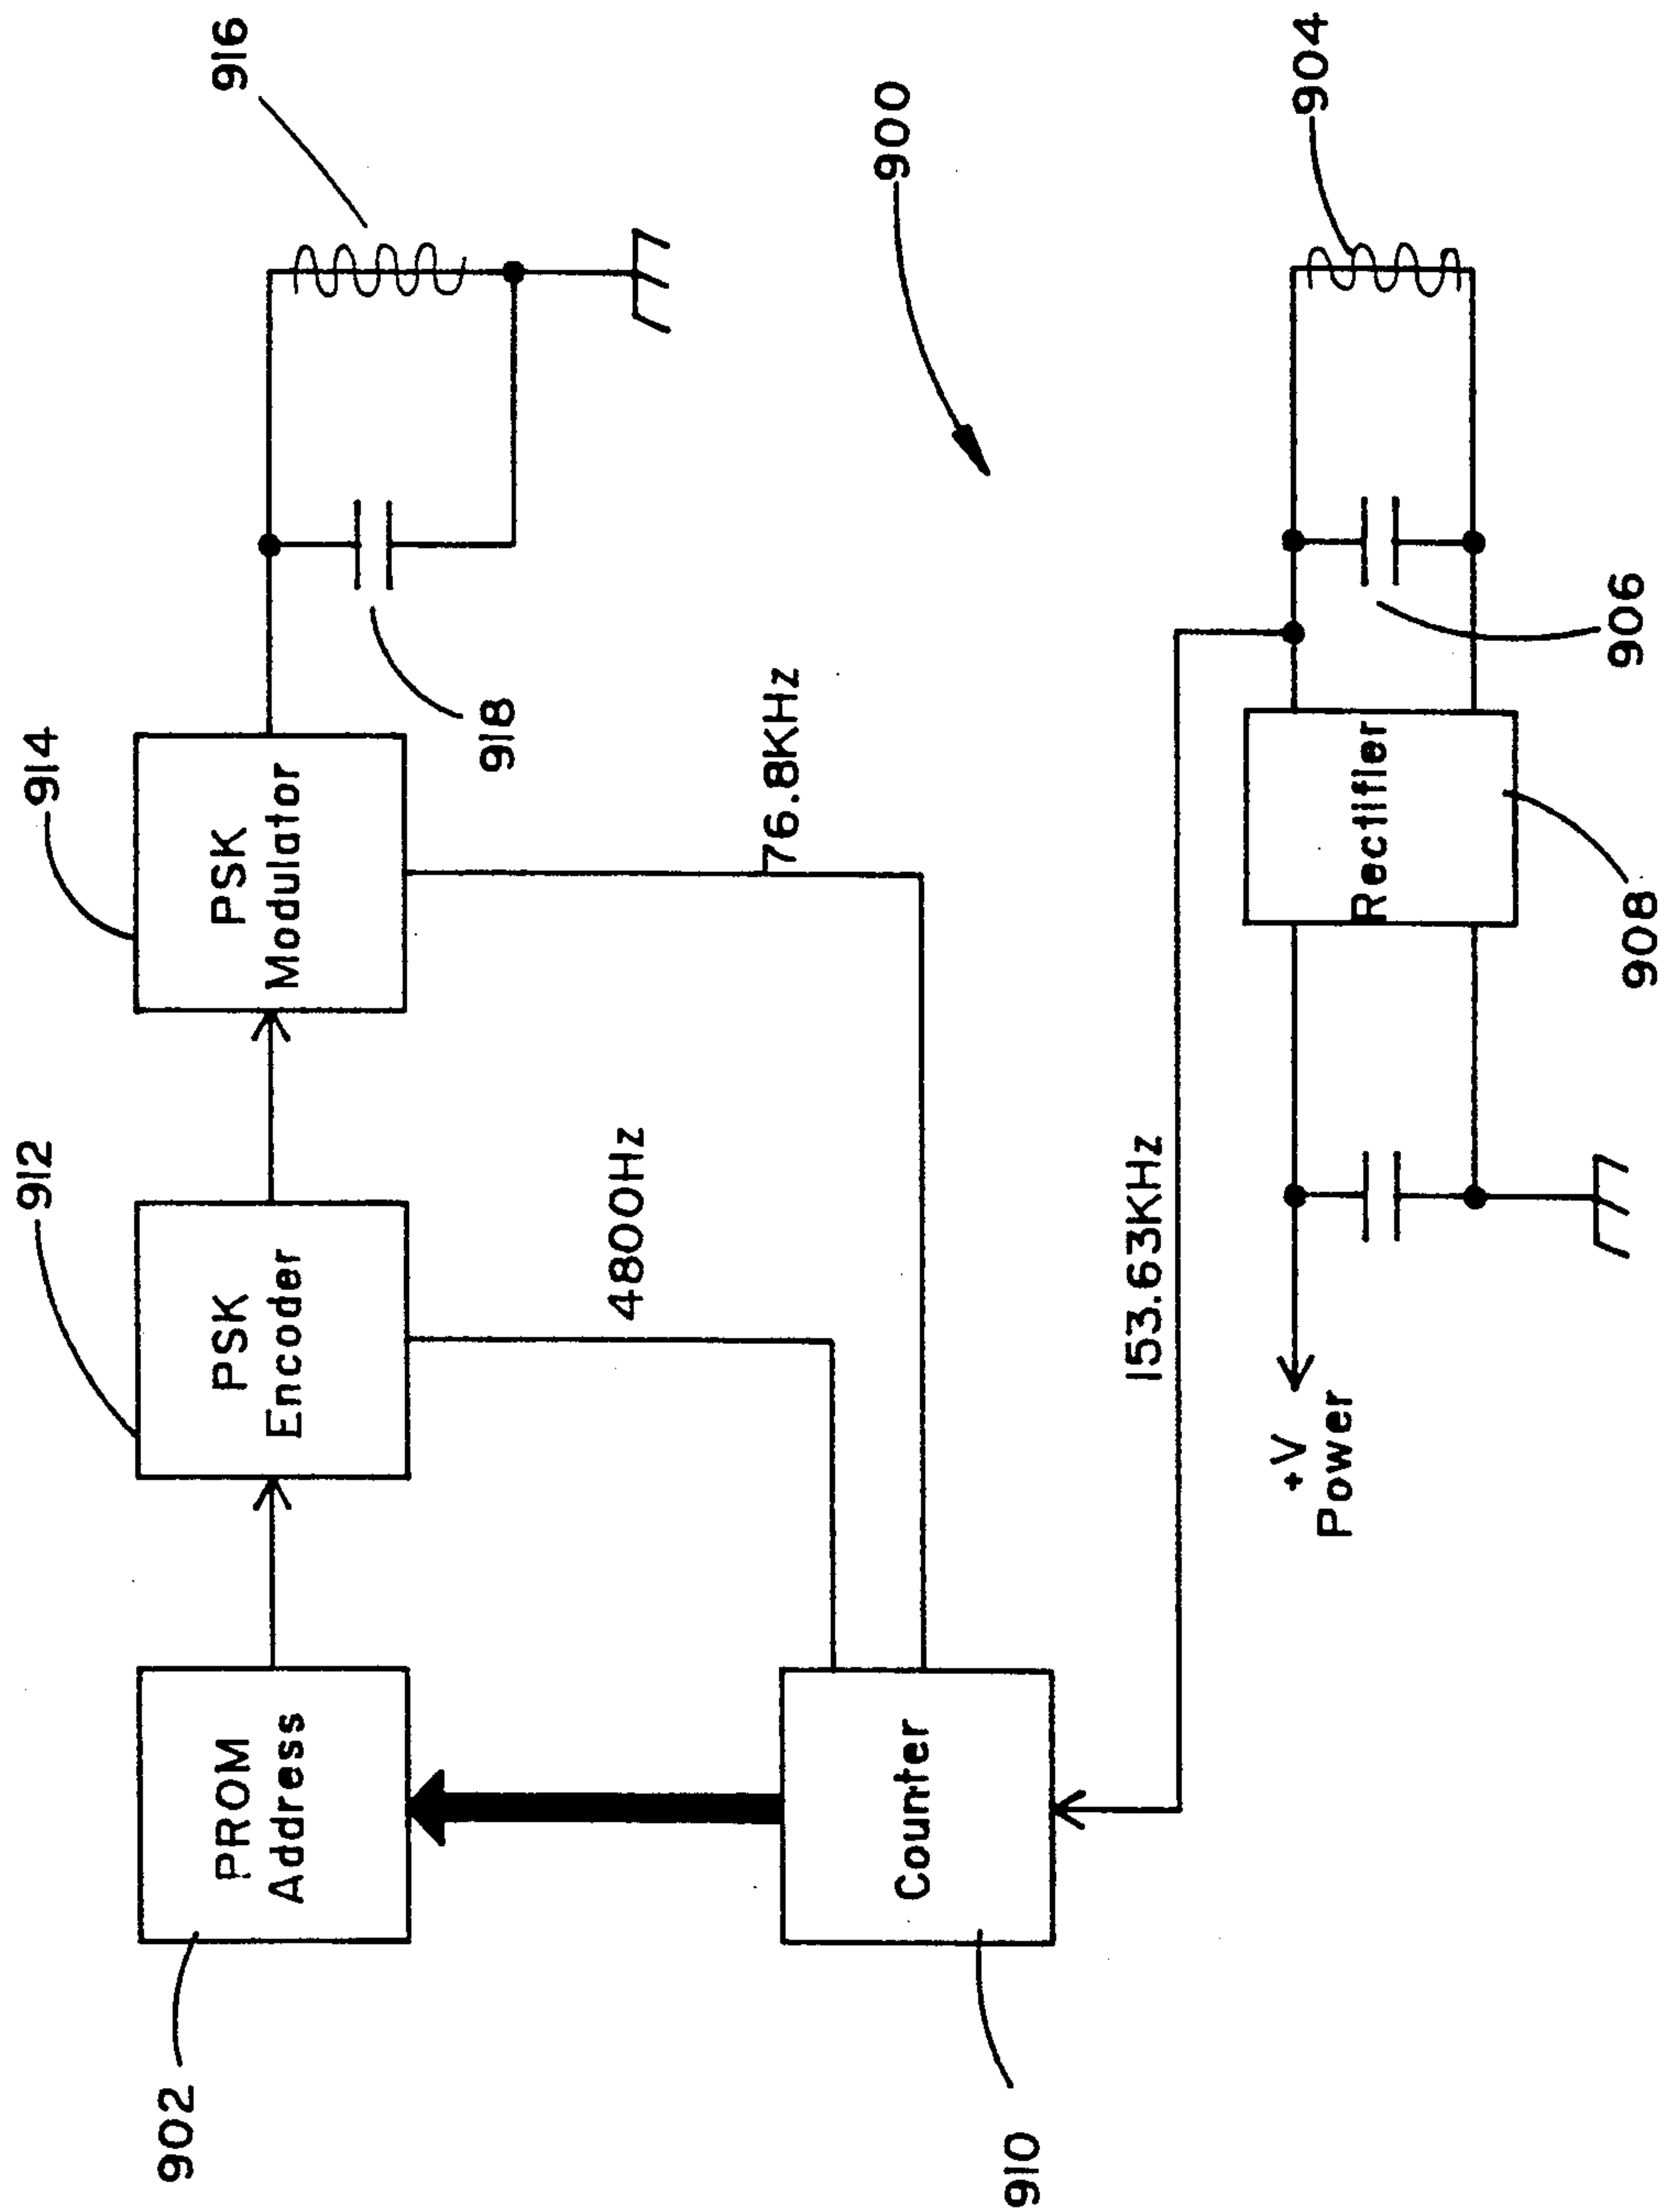 902
PROM
Address
912
PSK
Encoder
914
PSK
Modulator
916
918
4800Hz
76.8KHz
910
Counter
900
153.63KHz
+V
Power
Rectifier
908
906
904